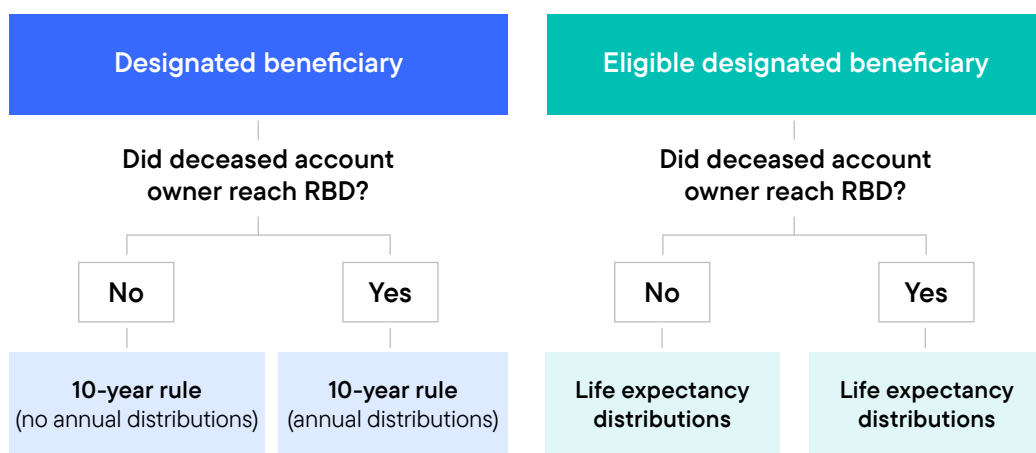 Designated beneficiary
Did deceased account
owner reach RBD?
No
Yes
10-year rule
(no annual distributions)
10-year rule
(annual distributions)
Eligible designated beneficiary
Did deceased account
owner reach RBD?
No
Yes
Life expectancy
distributions
Life expectancy
distributions